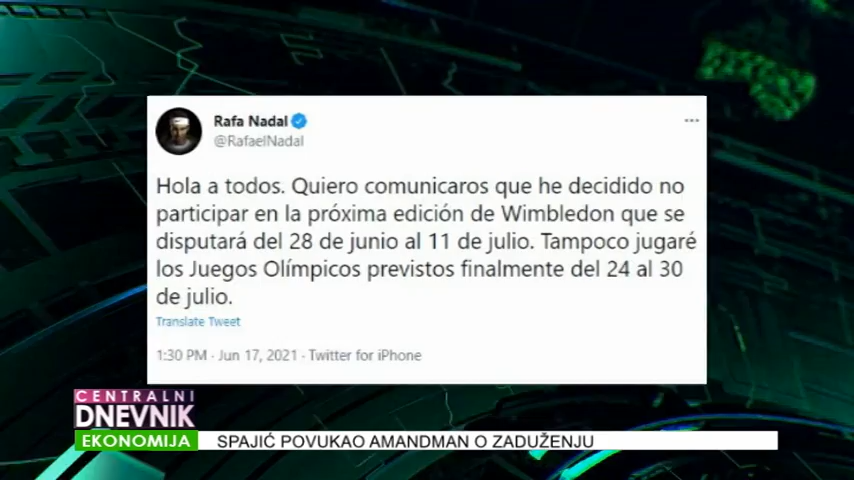 Rafa Nadal
@RafaelNadal
Hola a todos. Quiero comunicaros que he decidido no
participar en la próxima edición de Wimbledon que se
disputará del 28 de junio al 11 de julio. Tampoco jugaré
los Juegos Olímpicos previstos finalmente del 24 al 30
de julio.
Translate Tweet
1:30 PM · Jun 17, 2021 · Twitter for iPhone
CENTRALNI
DNEVNIK
EKONOMIJA SPAJIĆ POVUKAO AMANDMAN O ZADUŽENJU